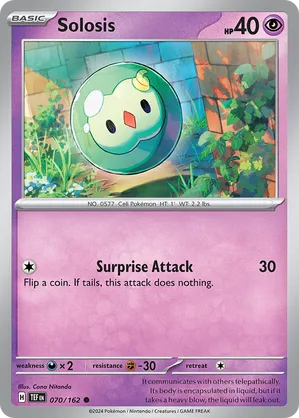 BASIC
Solosis
HP 40
NO. 0577 Cell Pokémon HT: 1' WT: 2.2 lbs.
Surprise Attack 30
Flip a coin. If tails, this attack does nothing.
weakness ×2 resistance -30 retreat
Illus. Cona Nitanda
H TEF EN 070/162
It communicates with others telepathically.
Its body is encapsulated in liquid, but if it
takes a heavy blow, the liquid will leak out.
©2024 Pokémon / Nintendo / Creatures / GAME FREAK